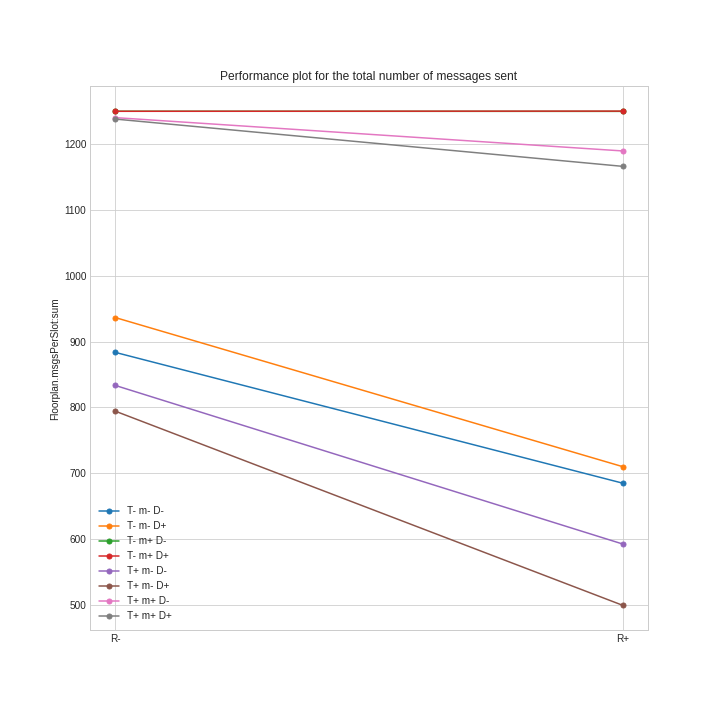 Performance plot for the total number of messages sent
Floorplan.msgsPerSlot:sum
1200
1100
1000
900
800
700
600
500
T- m- D-
T- m- D+
T- m+ D-
T- m+ D+
T+ m- D-
T+ m- D+
T+ m+ D-
T+ m+ D+
R-
R+